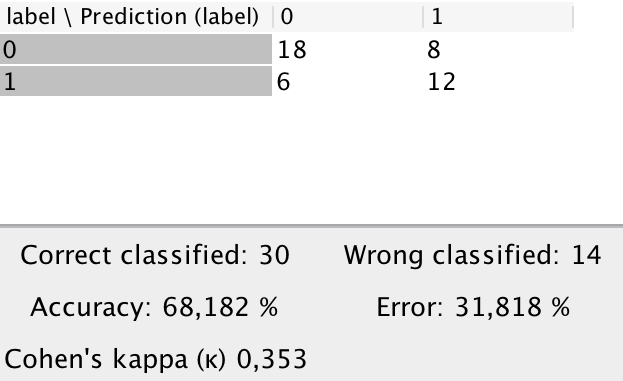 label \ Prediction (label) 0 1
0 18 8
1 6 12
Correct classified: 30 Wrong classified: 14
Accuracy: 68,182 % Error: 31,818 %
Cohen's kappa (κ) 0,353